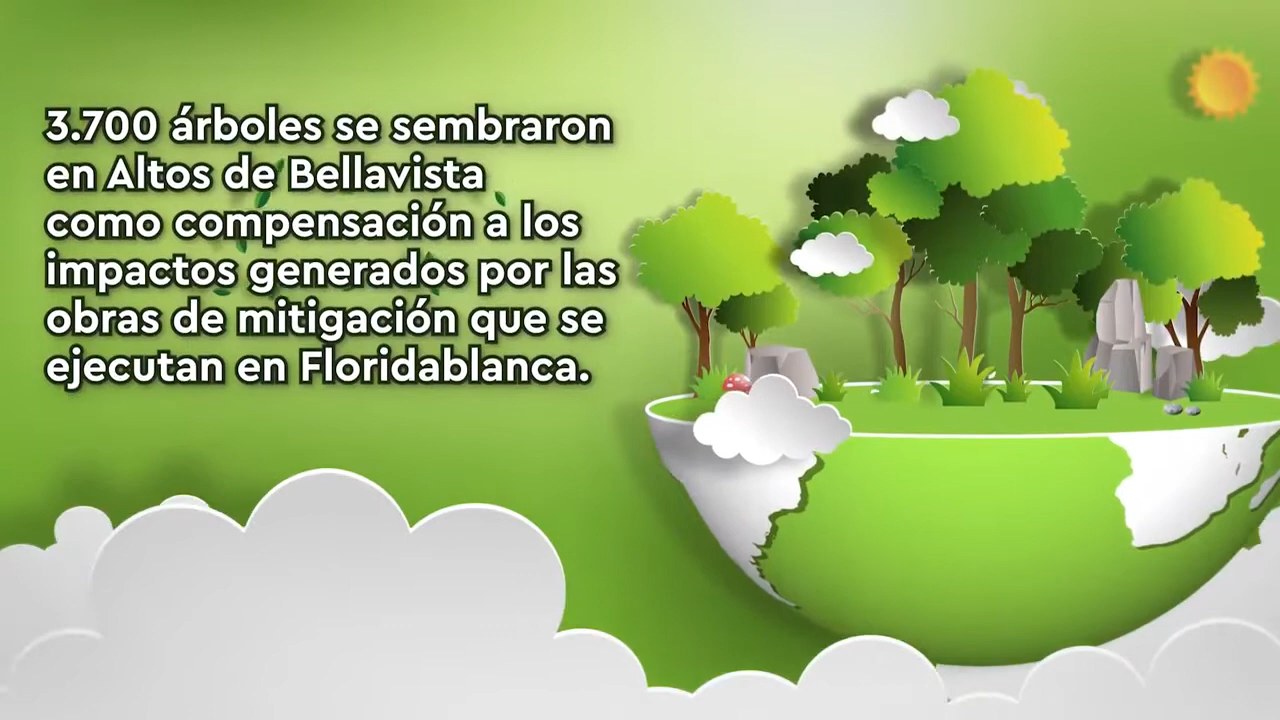 3.700 árboles se sembraron
en Altos de Bellavista
como compensación a los
impactos generados por las
obras de mitigación que se
ejecutan en Floridablanca.